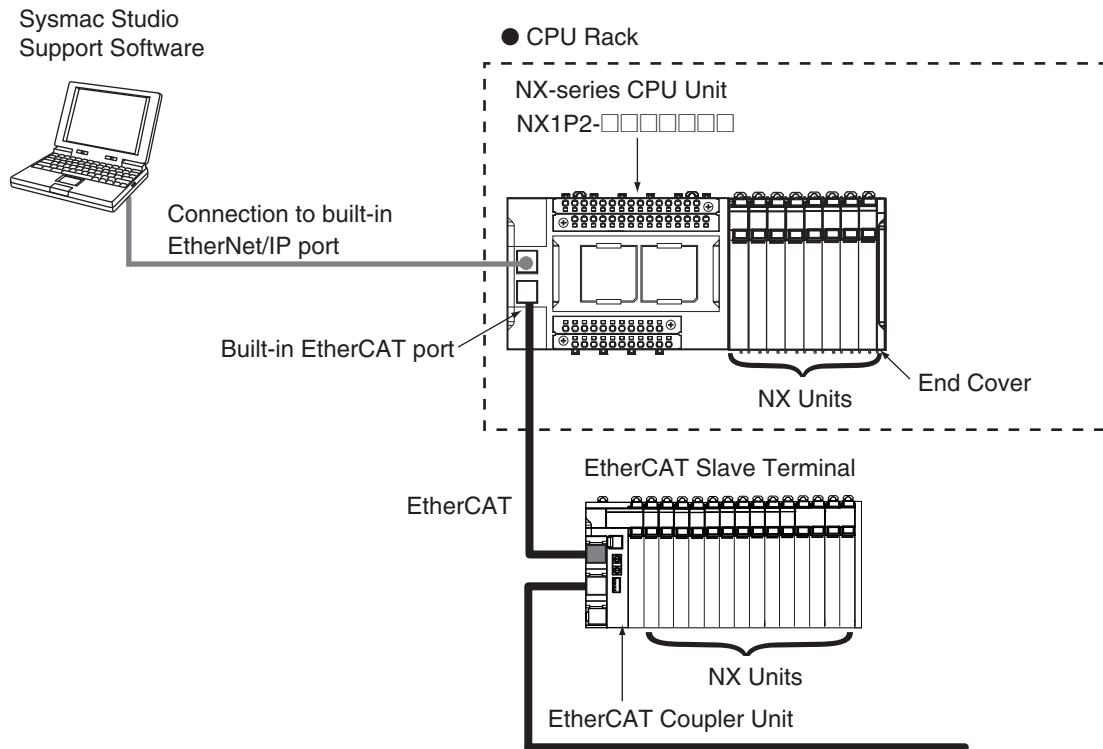 Sysmac Studio
Support Software
● CPU Rack
NX-series CPU Unit
NX1P2-□□□□□□□
Connection to built-in
EtherNet/IP port
Built-in EtherCAT port
NX Units
End Cover
EtherCAT Slave Terminal
EtherCAT
NX Units
EtherCAT Coupler Unit